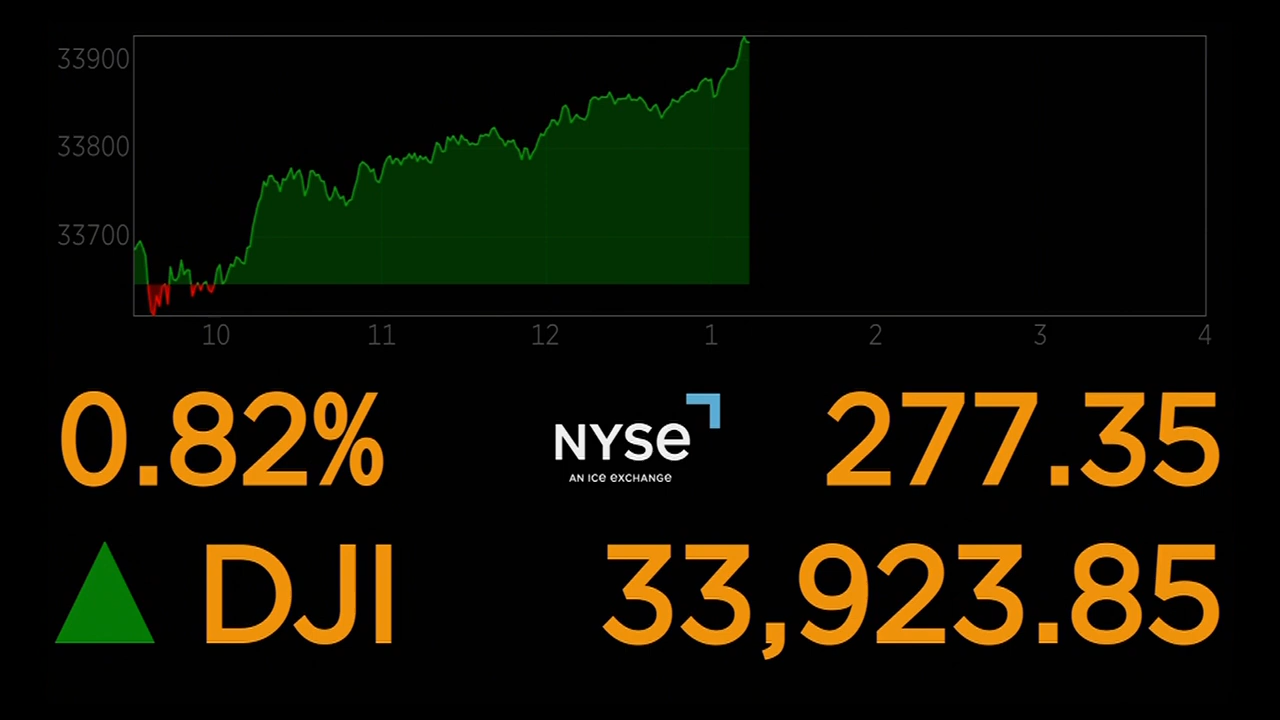 33900
33800
33700
10 11 12 1 2 3 4
0.82% NYSE 277.35
AN ICE EXCHANGE
DJI 33,923.85